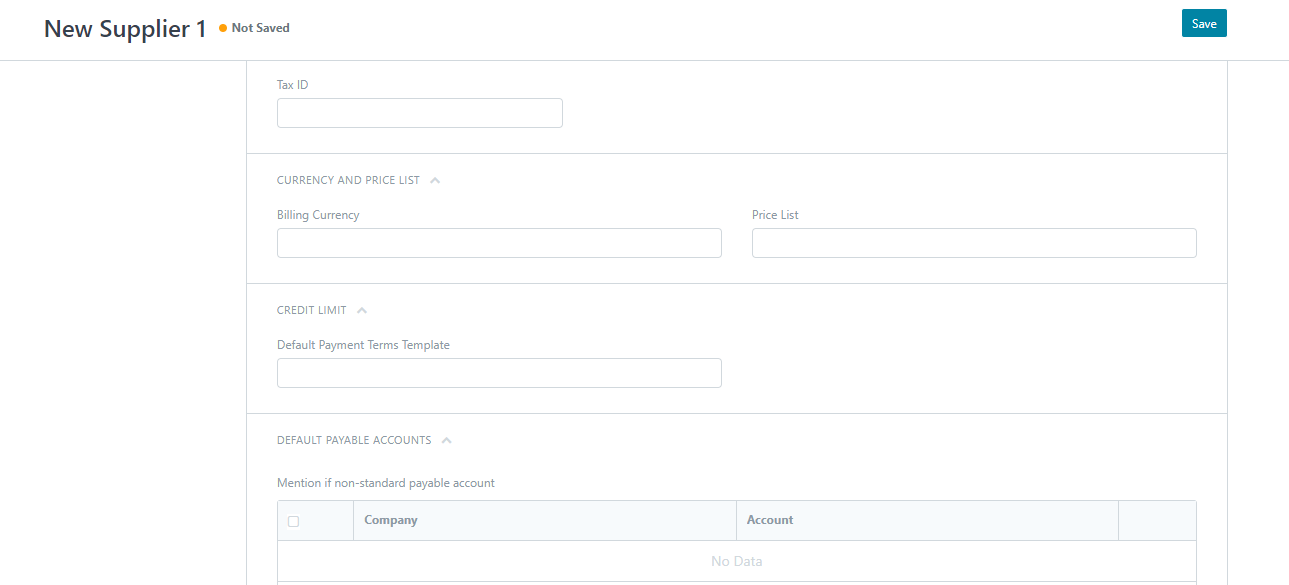 New Supplier 1
Not Saved
Save
Tax ID
CURRENCY AND PRICE LIST
Billing Currency
Price List
CREDIT LIMIT
Default Payment Terms Template
DEFAULT PAYABLE ACCOUNTS
Mention if non-standard payable account
Company
Account
No Data